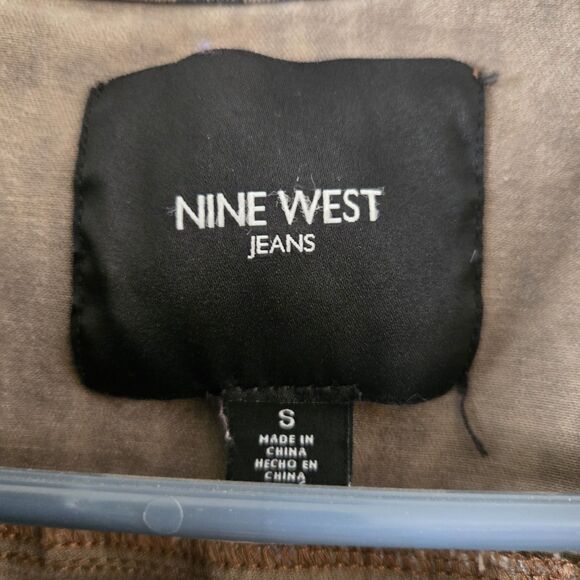 NINE WEST
JEANS
S
MADE IN
CHINA
HECHO EN
CHINA